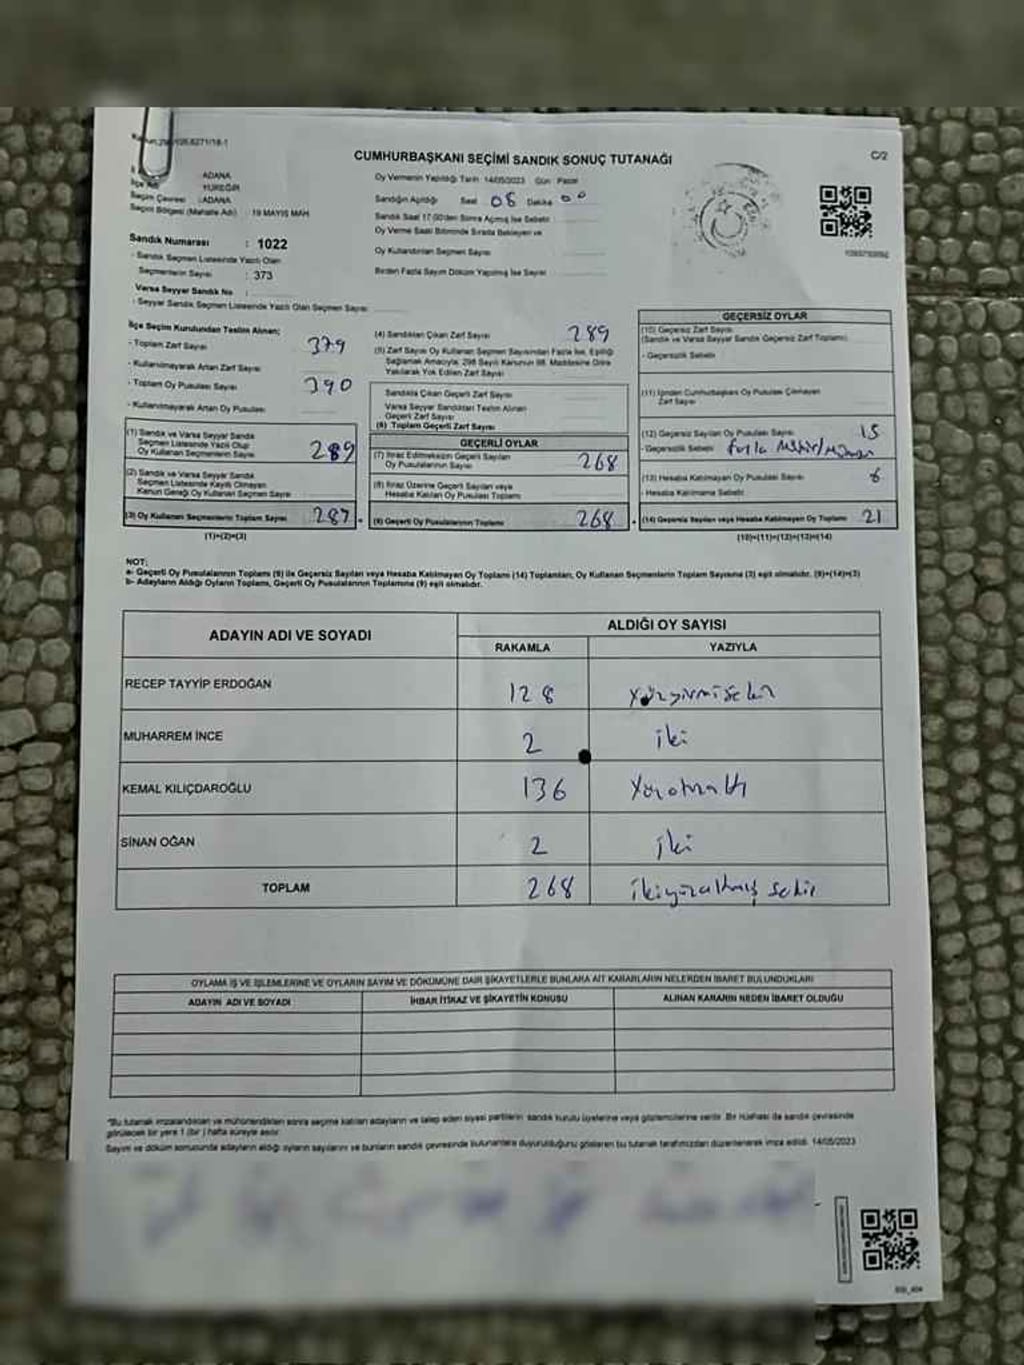 CUMHURBAŞKANI SEÇİMİ SANDIK SONUÇ TUTANAĞI
C/2
ADANA
İlçe Adı YÜREĞİR
Seçim Çevresi : ADANA
Seçim Bölgesi (Mahalle Adı) : 19 MAYIS MAH
Sandık Numarası : 1022
- Sandık Seçmen Listesinde Yazılı Olan
Seçmenlerin Sayısı : 373
Varsa Seyyar Sandık No :
- Seyyar Sandık Seçmen Listesinde Yazılı Olan Seçmen Sayısı
Oy Vermenin Yapıldığı Tarih 14/05/2023 Gün Pazar
Sandığın Açıldığı Saat 08 Dakika 00
Sandık Saat 17:00'den Sonra Açılmış İse Sebebi
Oy Verme Saati Bitiminde Sırada Bekleyen ve
Oy Kullandırılan Seçmen Sayısı
Birden Fazla Sayım Döküm Yapılmış İse Sayısı
İlçe Seçim Kurulundan Teslim Alınan;
- Toplam Zarf Sayısı 379
- Kullanılmayarak Artan Zarf Sayısı
- Toplam Oy Pusulası Sayısı 390
- Kullanılmayarak Artan Oy Pusulası
(1) Sandık ve Varsa Seyyar Sandık
Seçmen Listesinde Yazılı Olup
Oy Kullanan Seçmenlerin Sayısı 289
(2) Sandık ve Varsa Seyyar Sandık
Seçmen Listesinde Kayıtlı Olmayan
Kanun Gereği Oy Kullanan Seçmen Sayısı
(3) Oy Kullanan Seçmenlerin Toplam Sayısı 287
(1)+(2)=(3)
(4) Sandıktan Çıkan Zarf Sayısı 289
(5) Zarf Sayısı Oy Kullanan Seçmen Sayısından Fazla İse, Eşitliği
Sağlamak Amacıyla, 298 Sayılı Kanunun 98. Maddesine Göre
Yakılarak Yok Edilen Zarf Sayısı
Sandıkta Çıkan Geçerli Zarf Sayısı
Varsa Seyyar Sandıktan Teslim Alınan
Geçerli Zarf Sayısı
(6) Toplam Geçerli Zarf Sayısı
GEÇERLİ OYLAR
(7) İtiraz Edilmeksizin Geçerli Sayılan
Oy Pusulalarının Sayısı 268
(8) İtiraz Üzerine Geçerli Sayılan veya
Hesaba Katılan Oy Pusulaları Toplamı
(9) Geçerli Oy Pusulalarının Toplamı 268
GEÇERSİZ OYLAR
(10) Geçersiz Zarf Sayısı
(Sandık ve Varsa Seyyar Sandık Geçersiz Zarf Toplamı)
- Geçersizlik Sebebi
(11) İçinden Cumhurbaşkanı Oy Pusulası Çıkmayan
Zarf Sayısı
(12) Geçersiz Sayılan Oy Pusulası Sayısı 15
- Geçersizlik Sebebi fazla
(13) Hesaba Katılmayan Oy Pusulası Sayısı 6
- Hesaba Katılmama Sebebi
(14) Geçersiz Sayılan veya Hesaba Katılmayan Oy Toplamı 21
(10)+(11)+(12)+(13)=(14)
NOT:
a- Geçerli Oy Pusulalarının Toplamı (9) ile Geçersiz Sayılan veya Hesaba Katılmayan Oy Toplamı (14) Toplamları, Oy Kullanan Seçmenlerin Toplam Sayısına (3) eşit olmalıdır. (9)+(14)=(3)
b- Adayların Aldığı Oyların Toplamı, Geçerli Oy Pusulalarının Toplamına (9) eşit olmalıdır.
ADAYIN ADI VE SOYADI
ALDIĞI OY SAYISI
RAKAMLA YAZIYLA
RECEP TAYYİP ERDOĞAN 128 Yüzyirmisekiz
MUHARREM İNCE 2 iki
KEMAL KILIÇDAROĞLU 136 Yüzotuzaltı
SİNAN OĞAN 2 iki
TOPLAM 268 ikiyüzaltmış sekiz
OYLAMA İŞ VE İŞLEMLERİNE VE OYLARIN SAYIM VE DÖKÜMÜNE DAİR ŞİKAYETLERLE BUNLARA AİT KARARLARIN NELERDEN İBARET BULUNDUKLARI
ADAYIN ADI VE SOYADI İHBAR İTİRAZ VE ŞİKAYETİN KONUSU ALINAN KARARIN NEDEN İBARET OLDUĞU
*Bu tutanak imzalandıktan ve mühürlendikten sonra seçime katılan adayların ve talep eden siyasi partilerin sandık kurulu üyelerine veya gözlemcilerine verilir. Bir nüshası da sandık çevresinde
görülecek bir yere 1 (bir) hafta süreyle asılır.
Sayım ve döküm sonucunda adayların aldığı oyların sayılarını ve bunların sandık çevresinde bulunanlara duyurulduğunu gösteren bu tutanak tarafımızdan düzenlenerek imza edildi. 14/05/2023